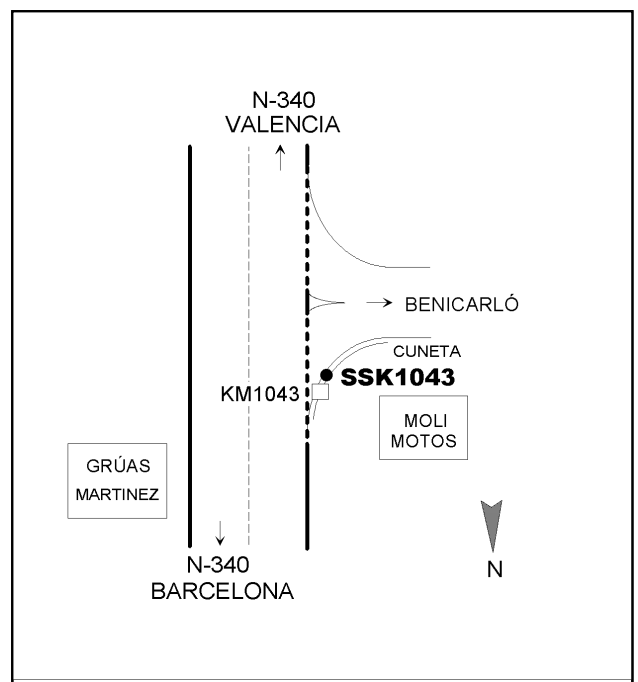 N-340
VALENCIA
BENICARLÓ
CUNETA
SSK1043
KM1043
MOLI
MOTOS
GRÚAS
MARTINEZ
N
N-340
BARCELONA